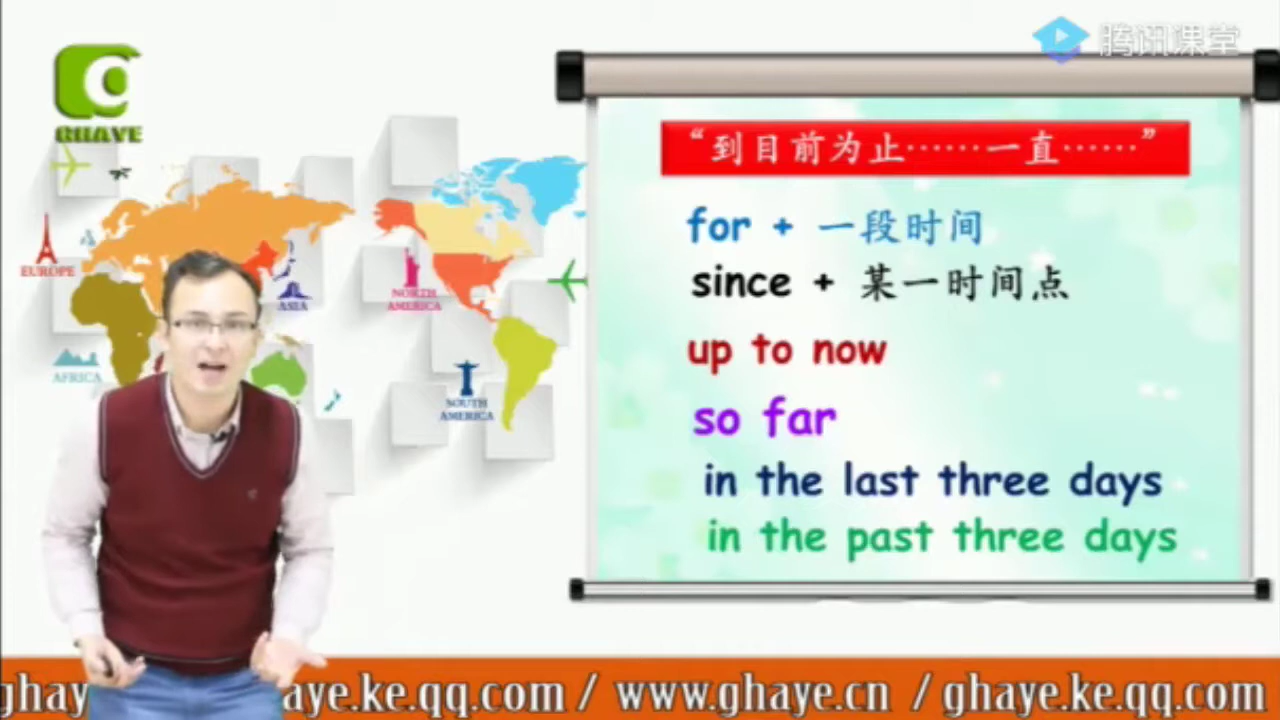 腾讯课堂
GHAYE
“到目前为止……一直……”
for + 一段时间
since + 某一时间点
up to now
so far
in the last three days
in the past three days
EUROPE
ASIA
NORTH
AMERICA
AFRICA
SOUTH
AMERICA
ghay aye.ke.qq.com / www.ghaye.cn / ghaye.ke.qq.com